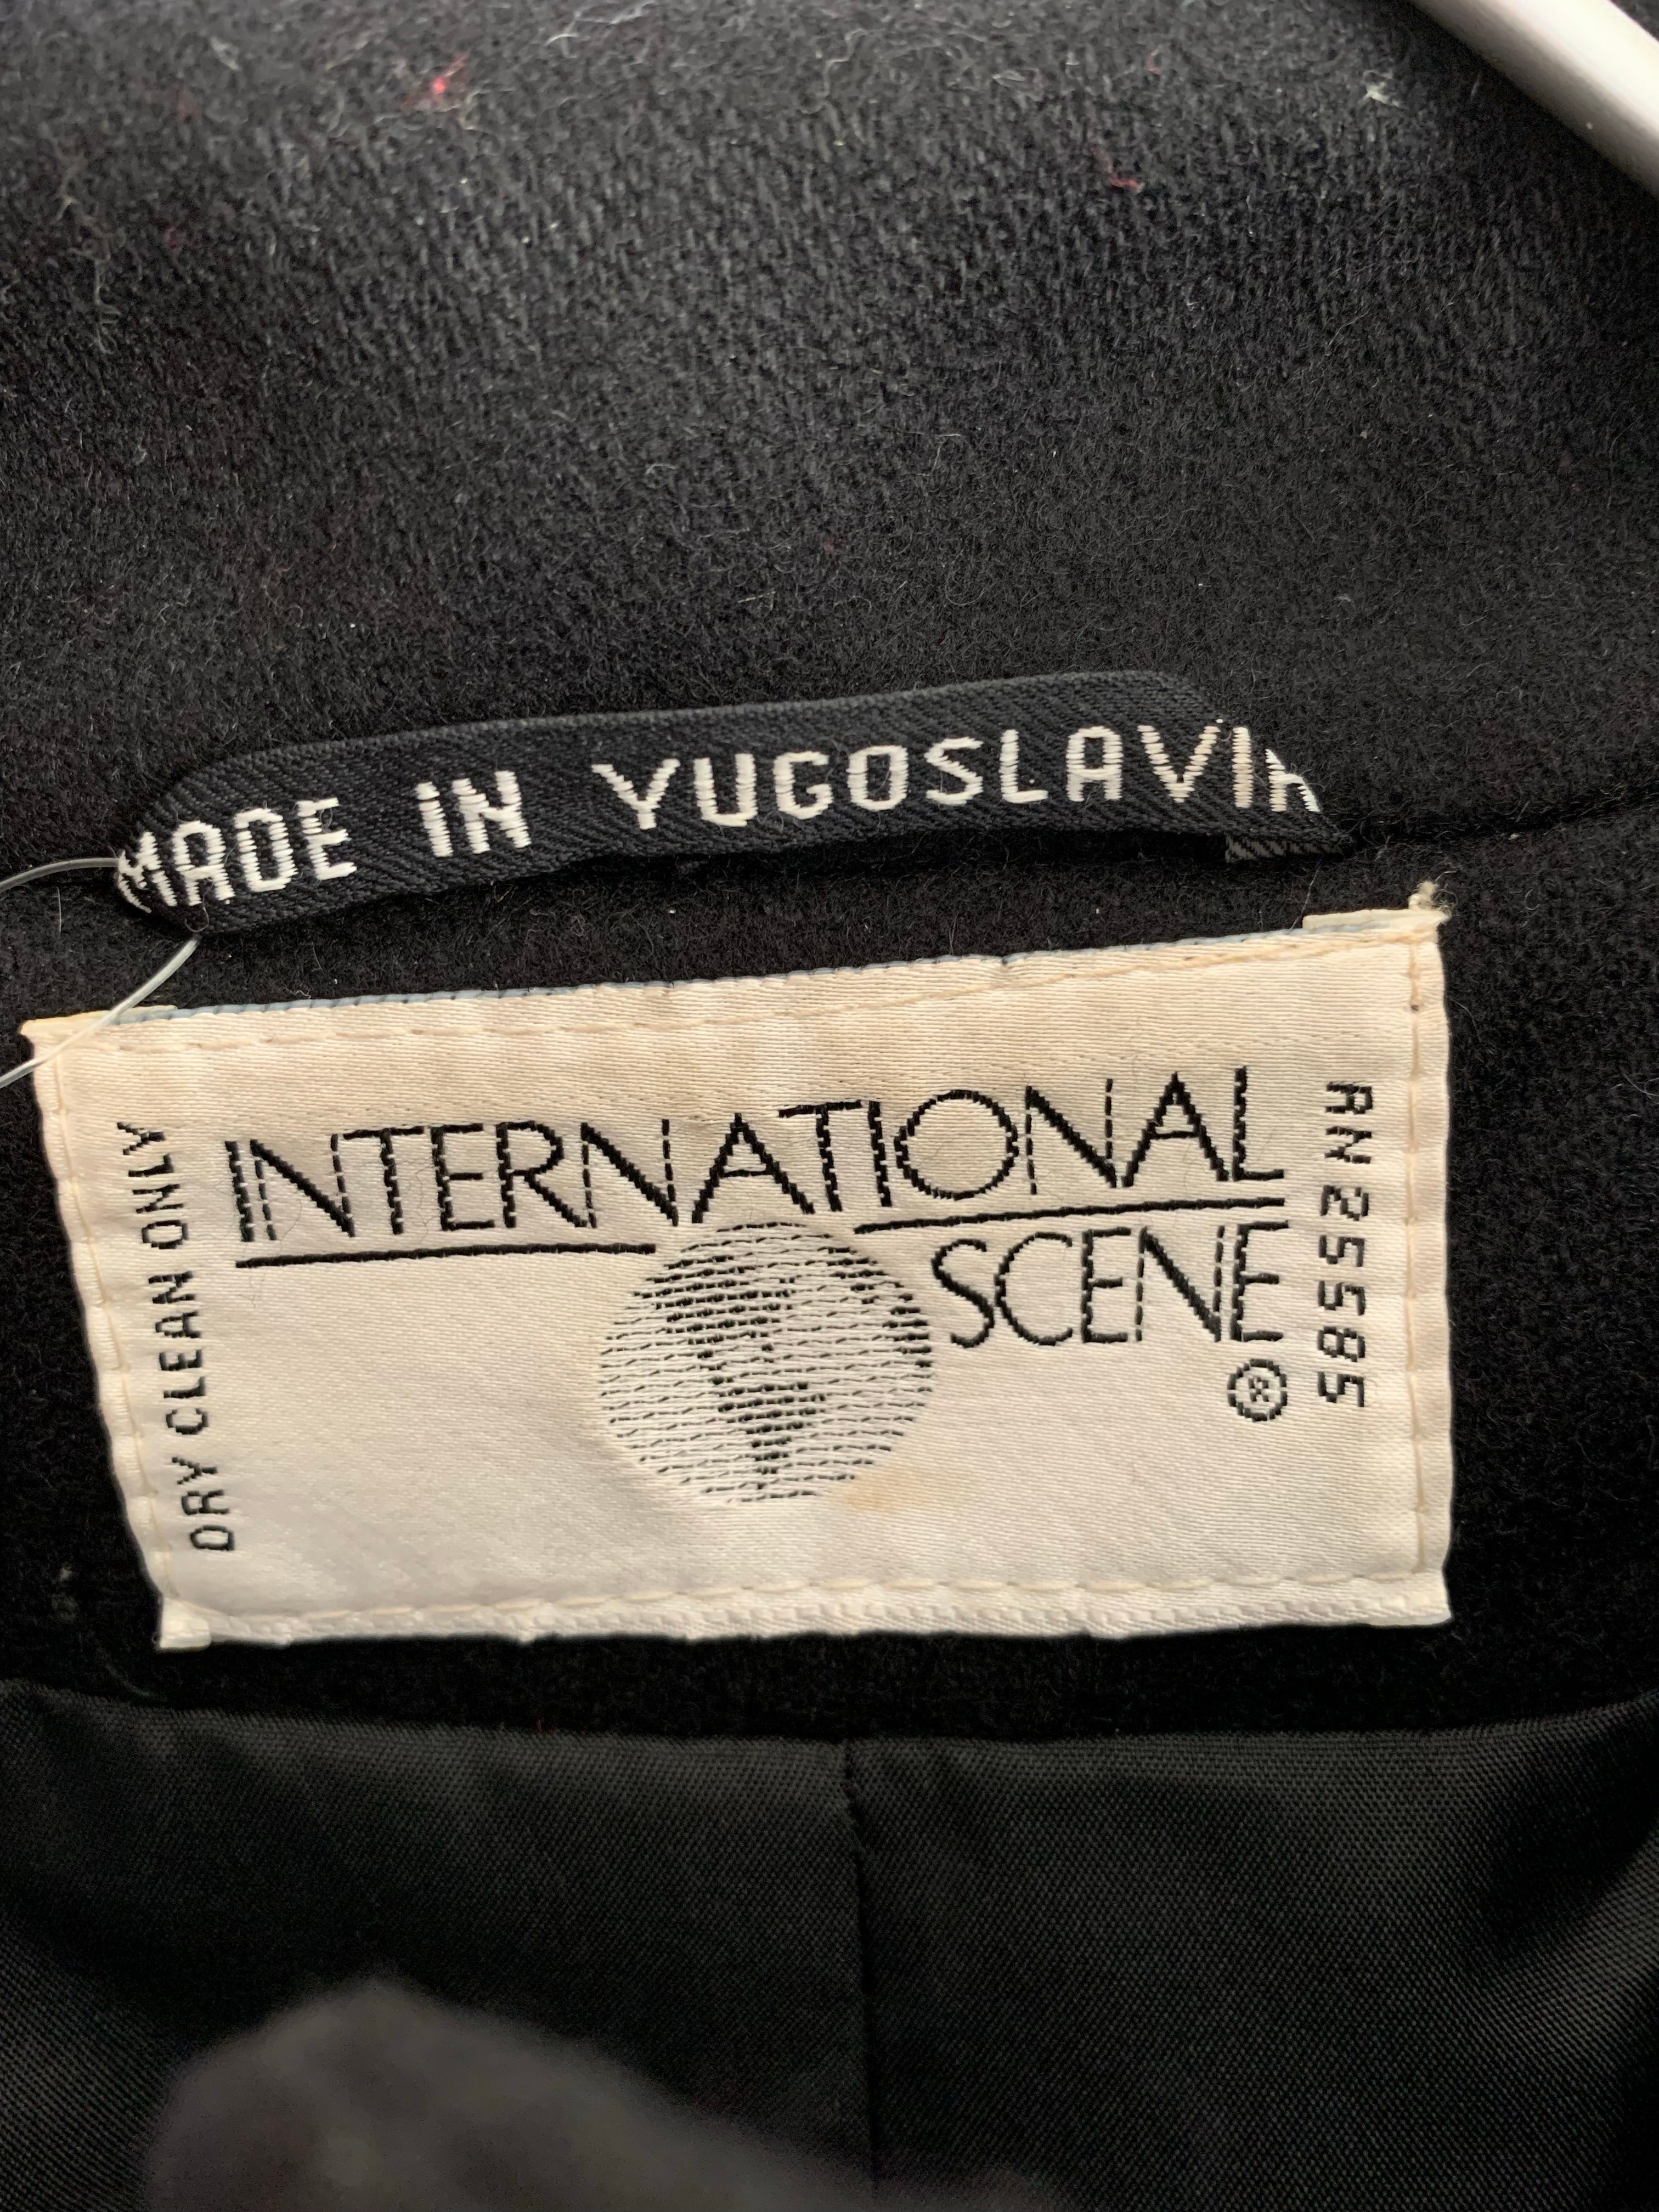 MADE IN YUGOSLAVIA
INTERNATIONAL
SCENE
®
DRY CLEAN ONLY
RN 25585